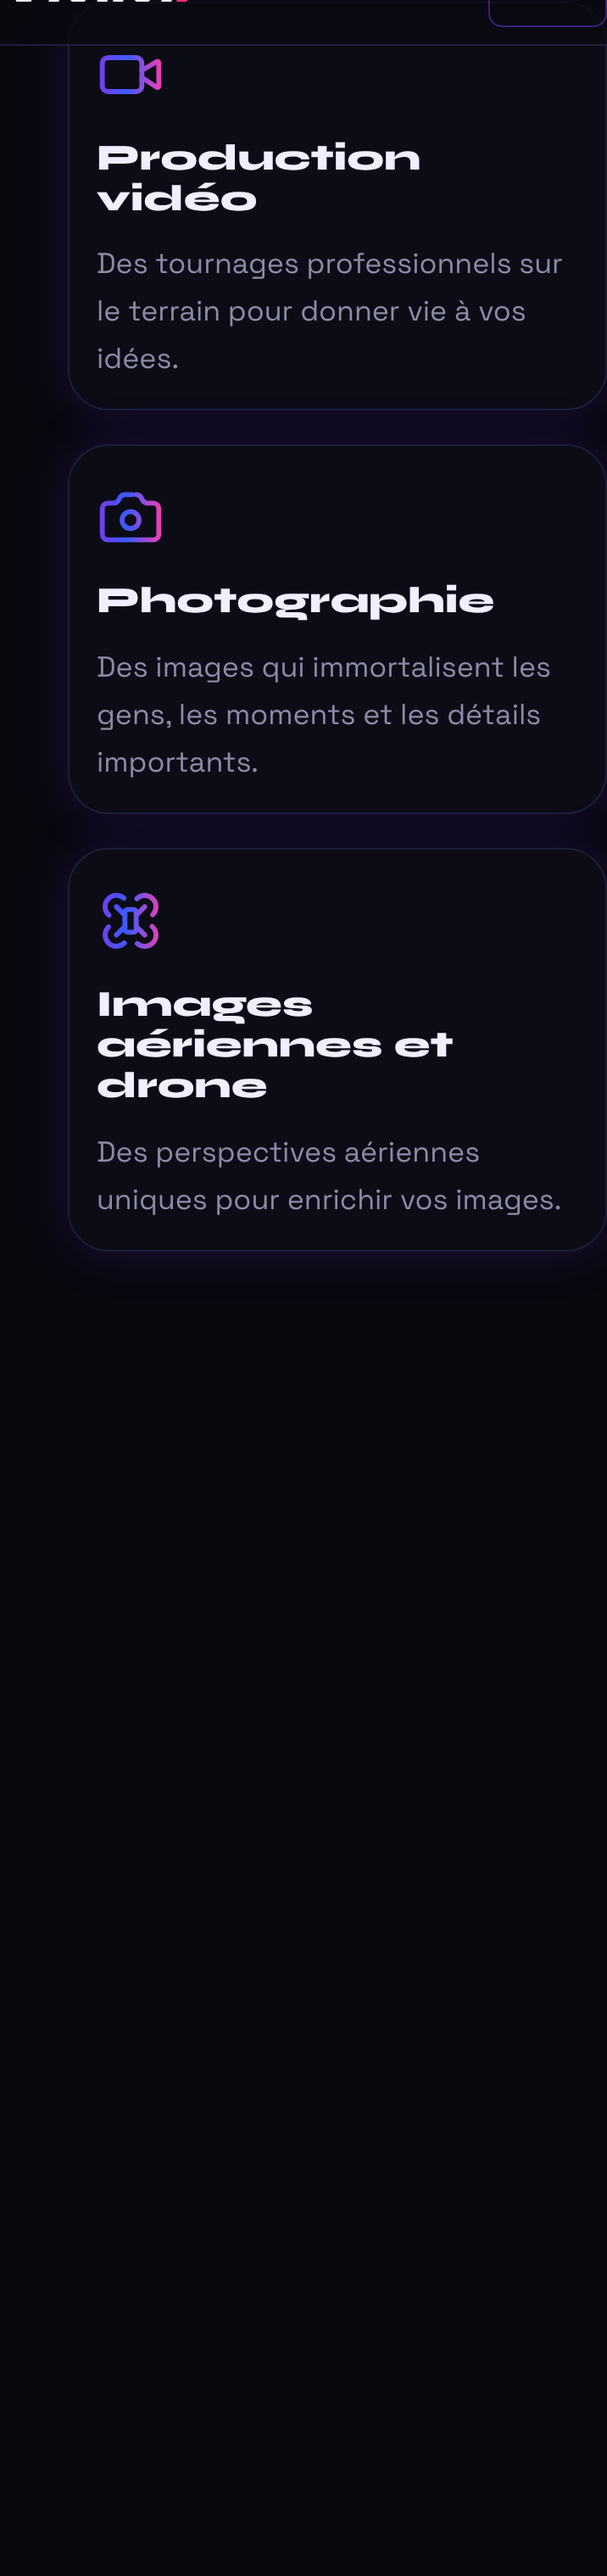 Production
vidéo
Des tournages professionnels sur
le terrain pour donner vie à vos
idées.
Photographie
Des images qui immortalisent les
gens, les moments et les détails
importants.
Images
aériennes et
drone
Des perspectives aériennes
uniques pour enrichir vos images.